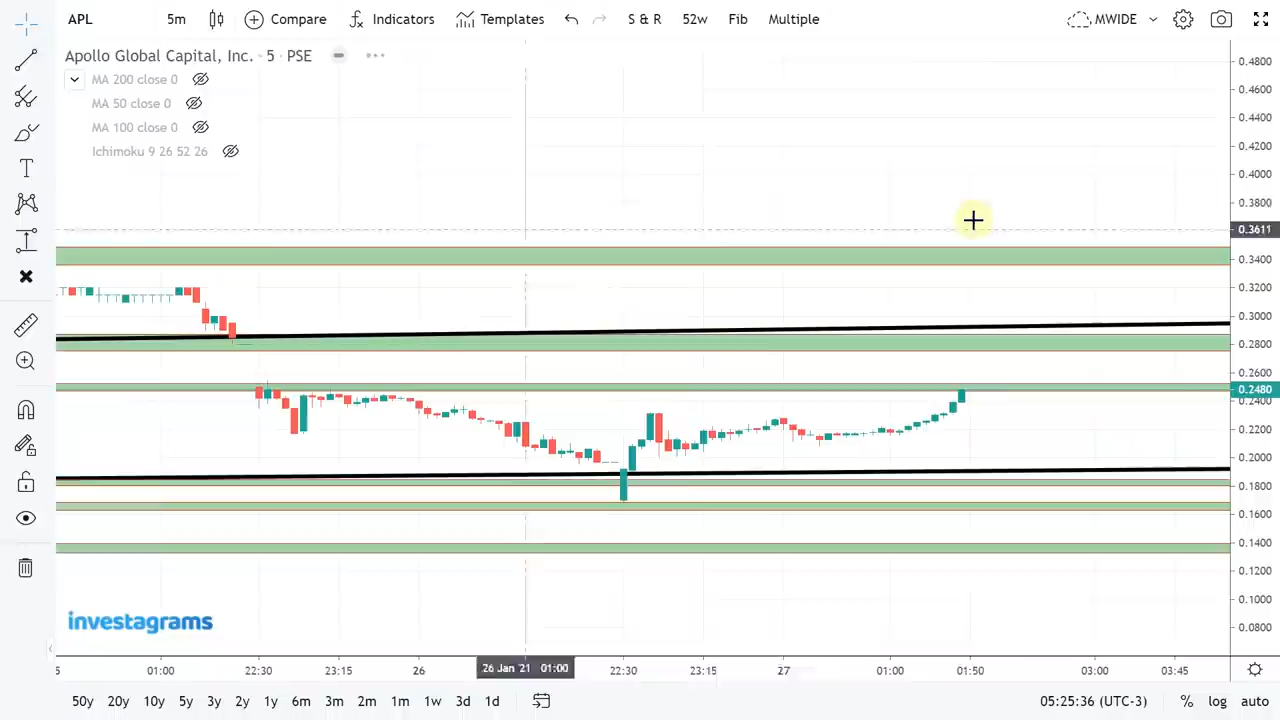 APL 5m Compare Indicators Templates S & R 52w Fib Multiple MWIDE
Apollo Global Capital, Inc. · 5 · PSE
MA 200 close 0
MA 50 close 0
MA 100 close 0
Ichimoku 9 26 52 26
0.4800
0.4600
0.4400
0.4200
0.4000
0.3800
0.3611
0.3400
0.3200
0.3000
0.2800
0.2600
0.2480
0.2400
0.2200
0.2000
0.1800
0.1600
0.1400
0.1200
0.1000
0.0800
investagrams
5 01:00 22:30 23:15 26 26 Jan '21 01:00 22:30 23:15 27 01:00 01:50 03:00 03:45
50y 20y 10y 5y 3y 2y 1y 6m 3m 2m 1m 1w 3d 1d 05:25:36 (UTC-3) % log auto